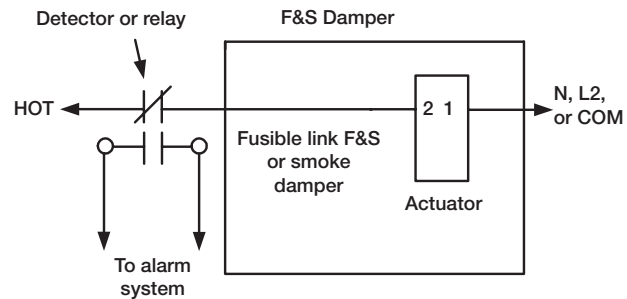 Detector or relay
F&S Damper
HOT
2 1
N, L2,
or COM
Fusible link F&S
or smoke
damper
Actuator
To alarm
system